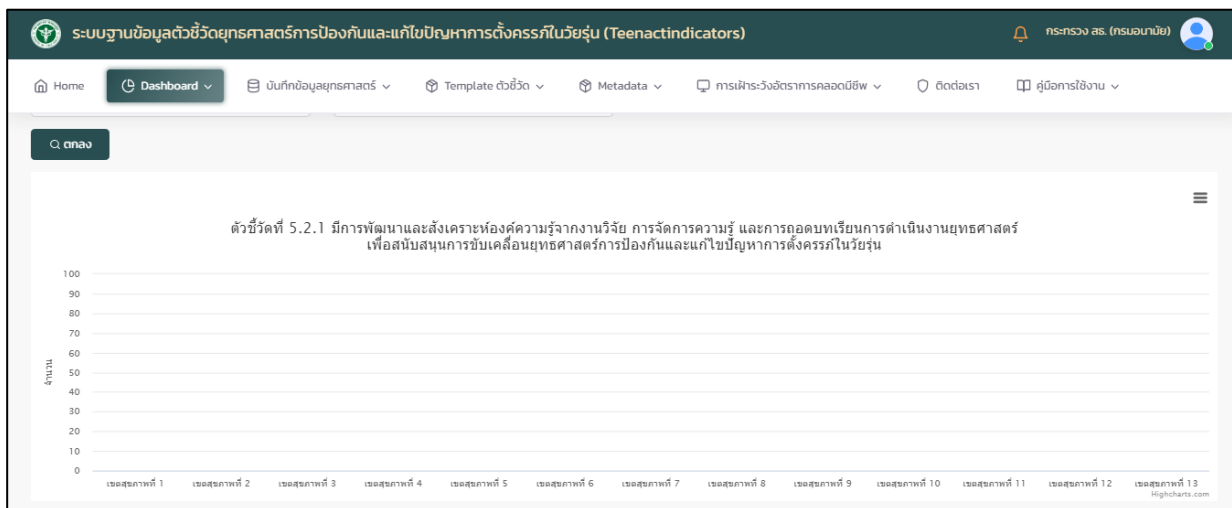 ระบบฐานข้อมูลตัวชี้วัดยุทธศาสตร์การป้องกันและแก้ไขปัญหาการตั้งครรภ์ในวัยรุ่น (Teenactindicators)
กระทรวง สธ. (กรมอนามัย)
Home
Dashboard
บันทึกข้อมูลยุทธศาสตร์
Template ตัวชี้วัด
Metadata
การเฝ้าระวังอัตราการคลอดมีชีพ
ติดต่อเรา
คู่มือการใช้งาน
ตกลง
ตัวชี้วัดที่ 5.2.1 มีการพัฒนาและสังเคราะห์องค์ความรู้จากงานวิจัย การจัดการความรู้ และการถอดบทเรียนการดำเนินงานยุทธศาสตร์
เพื่อสนับสนุนการขับเคลื่อนยุทธศาสตร์การป้องกันและแก้ไขปัญหาการตั้งครรภ์ในวัยรุ่น
100
90
80
70
60
50
40
30
20
10
0
จำนวน
เขตสุขภาพที่ 1
เขตสุขภาพที่ 2
เขตสุขภาพที่ 3
เขตสุขภาพที่ 4
เขตสุขภาพที่ 5
เขตสุขภาพที่ 6
เขตสุขภาพที่ 7
เขตสุขภาพที่ 8
เขตสุขภาพที่ 9
เขตสุขภาพที่ 10
เขตสุขภาพที่ 11
เขตสุขภาพที่ 12
เขตสุขภาพที่ 13
Highcharts.com